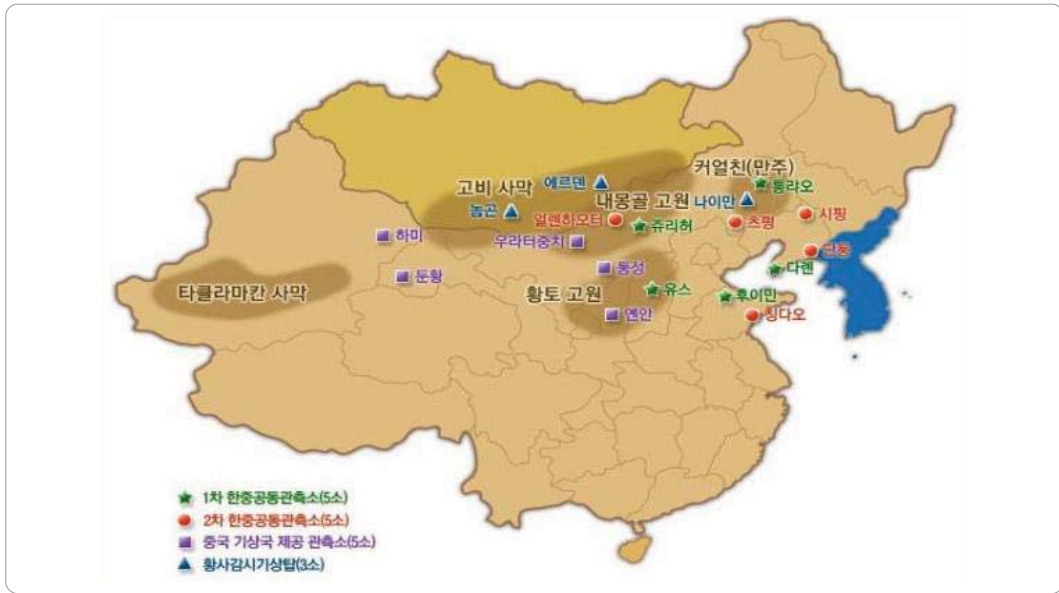 커얼친(만주)
고비 사막
에르덴
통랴오
내몽골 고원
나이만
놈곤
얼렌하오터
쥬리허
츠펑
시핑
하미
우라터중치
단둥
둔황
동성
다롄
타클라마칸 사막
황토 고원
유스
후이민
옌안
칭다오
1차 한중공동관측소(5소)
2차 한중공동관측소(5소)
중국 기상국 제공 관측소(5소)
황사감시기상탑(3소)